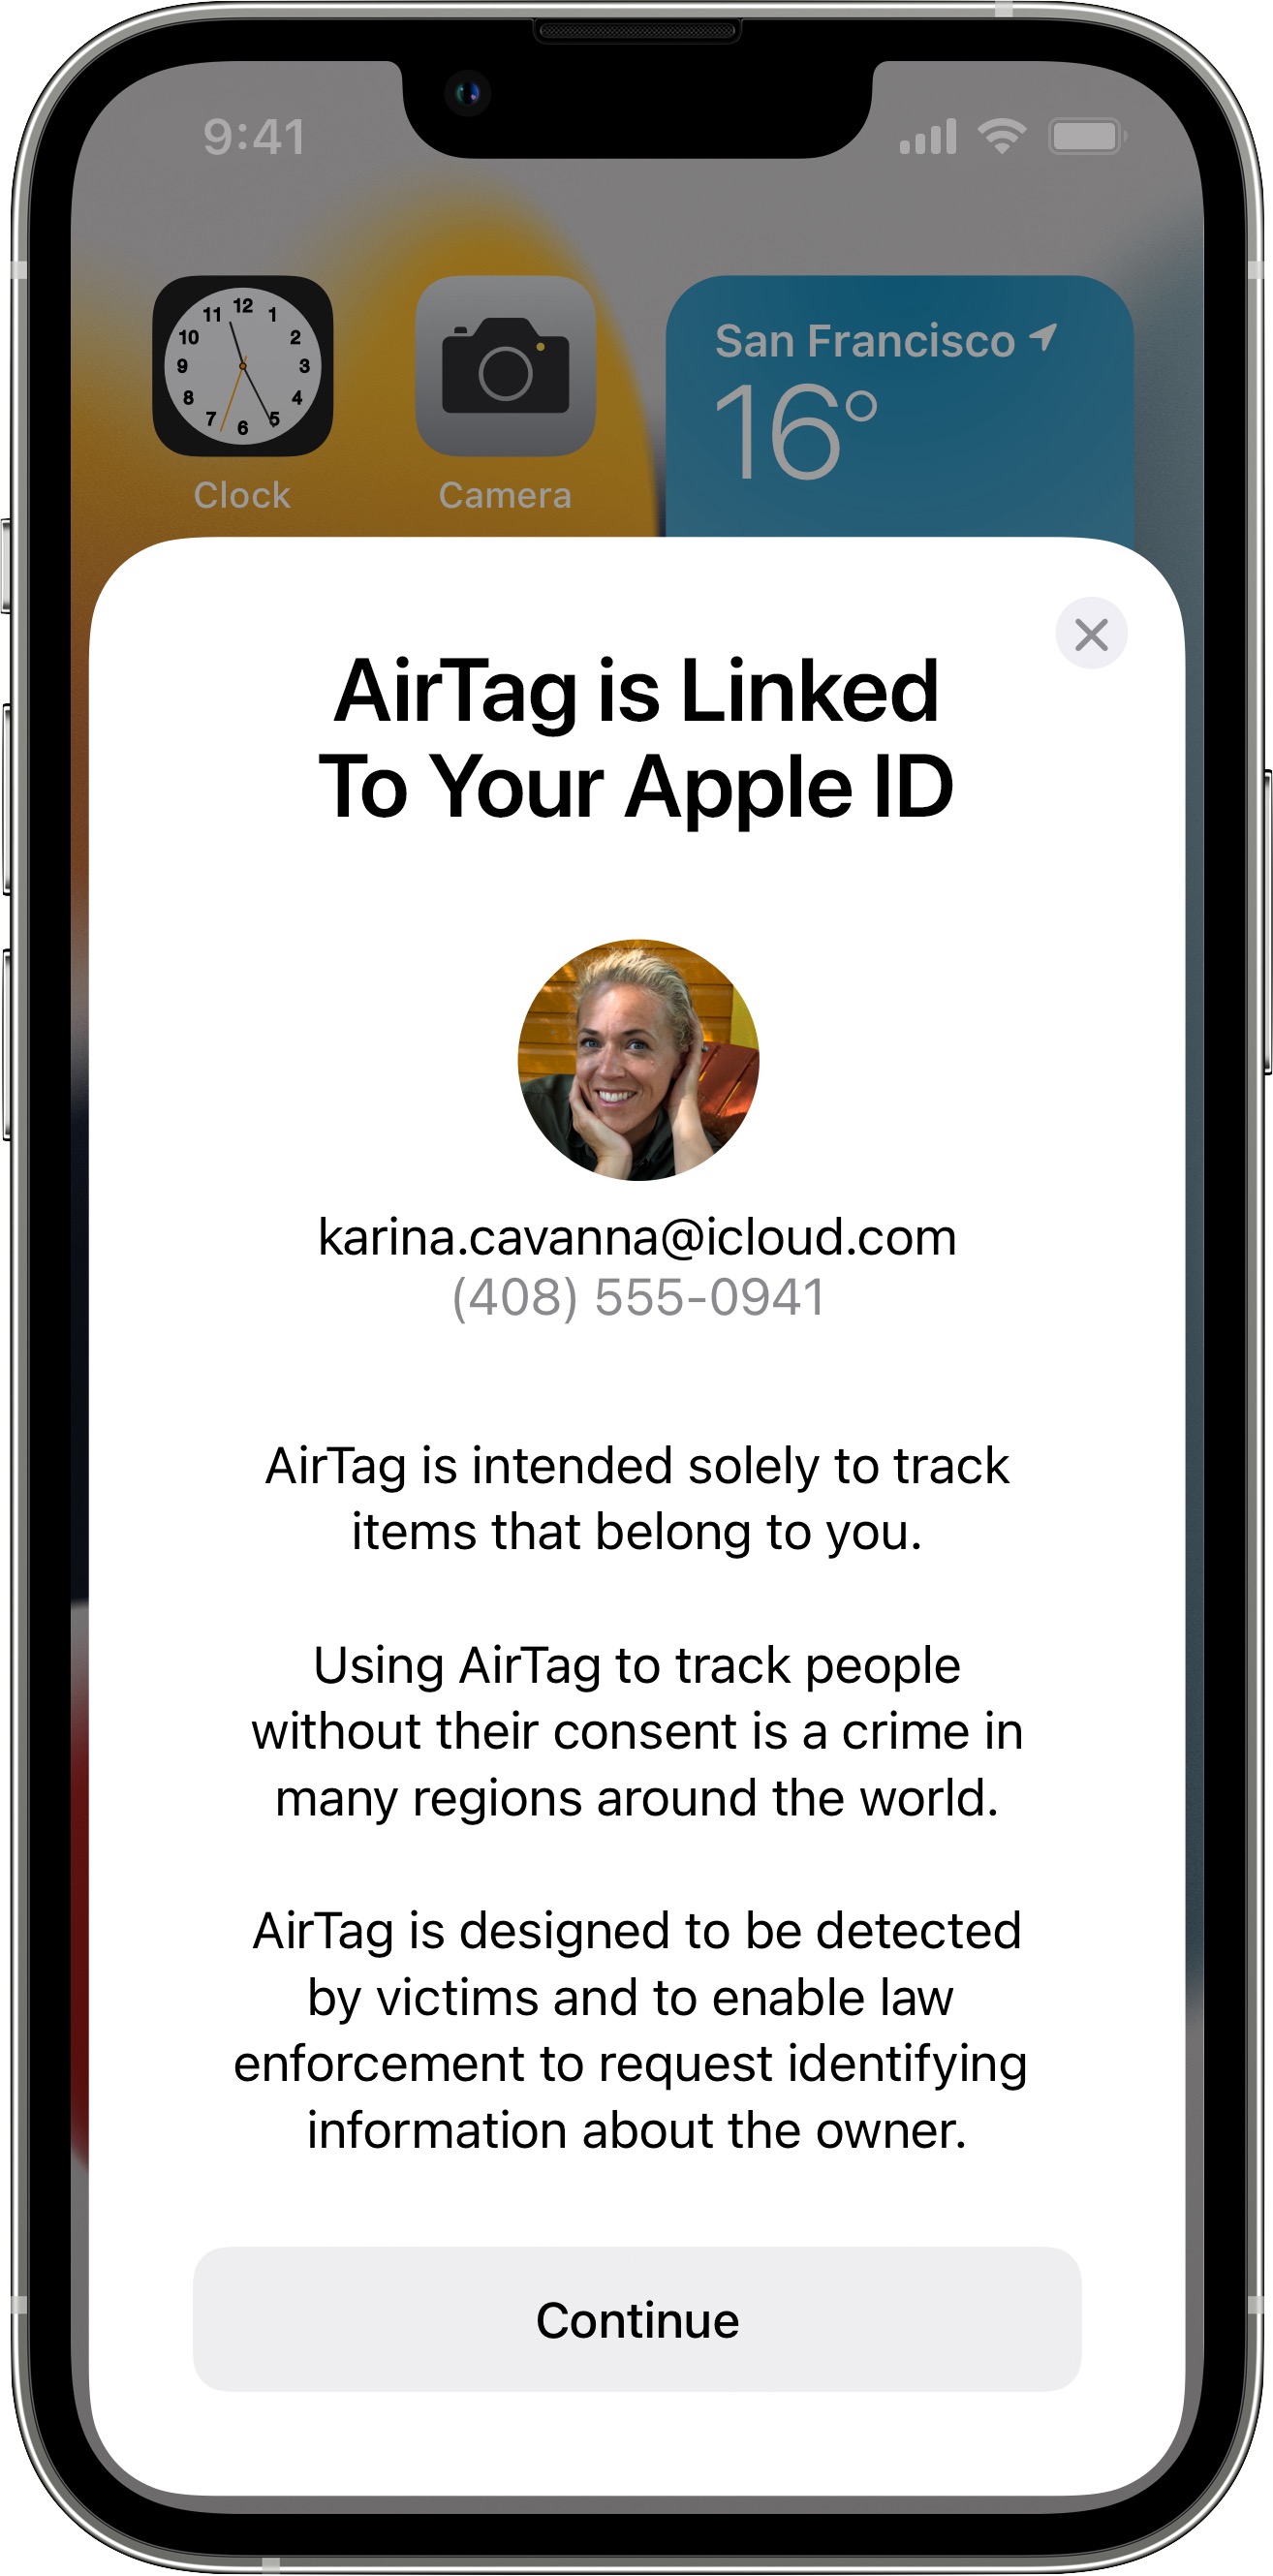 9:41
12
11 1
10 2
9 3
8 4
7 5
6
Clock
Camera
San Francisco
16°
AirTag is Linked
To Your Apple ID
karina.cavanna@icloud.com
(408) 555-0941
AirTag is intended solely to track
items that belong to you.
Using AirTag to track people
without their consent is a crime in
many regions around the world.
AirTag is designed to be detected
by victims and to enable law
enforcement to request identifying
information about the owner.
Continue